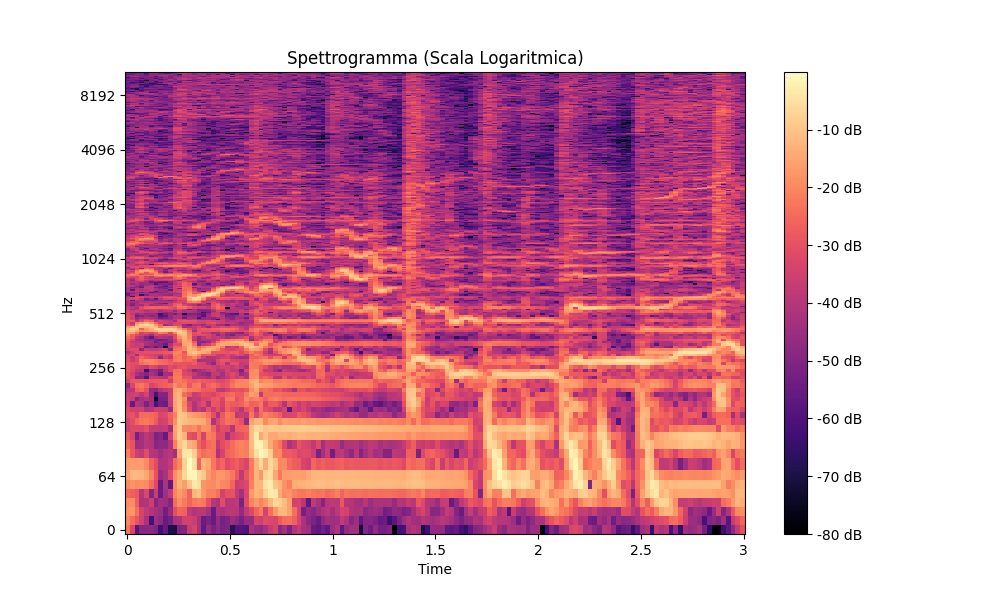 Spettrogramma (Scala Logaritmica)
8192
4096
2048
1024
512
256
128
64
0
Hz
0
0.5
1
1.5
2
2.5
3
Time
-10 dB
-20 dB
-30 dB
-40 dB
-50 dB
-60 dB
-70 dB
-80 dB